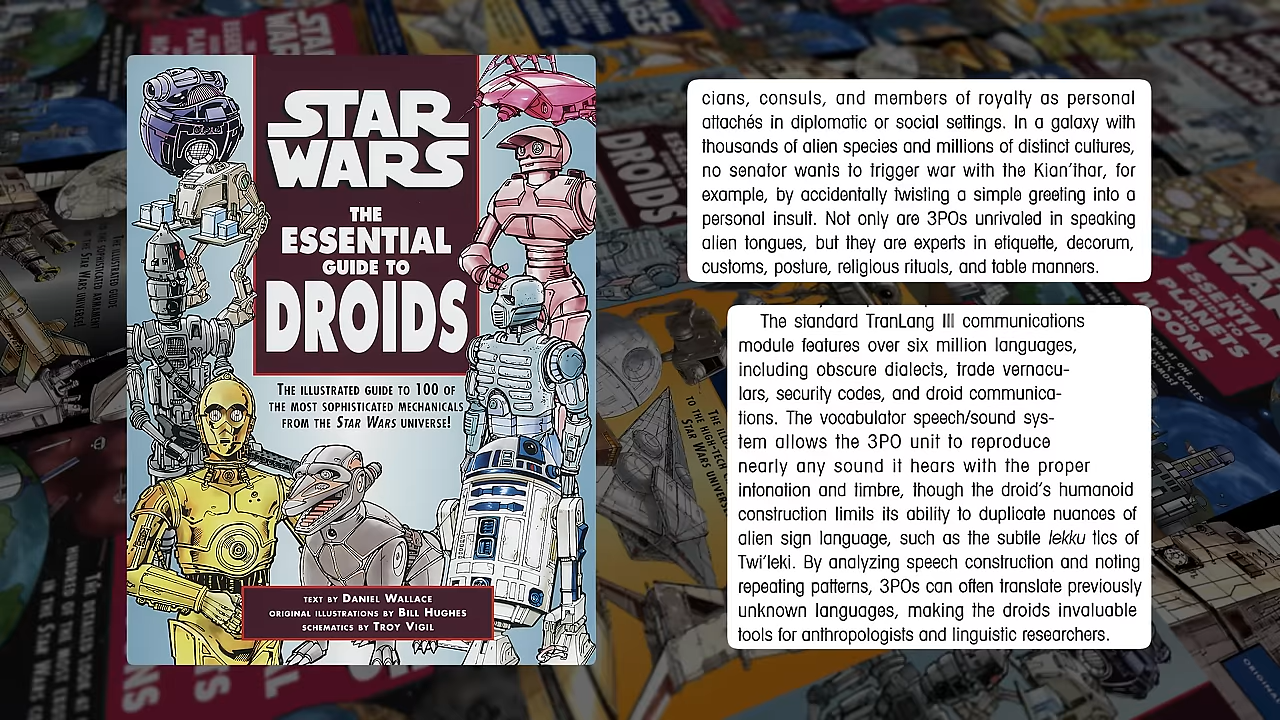 STAR
WARS
THE
ESSENTIAL
GUIDE TO
DROIDS
THE ILLUSTRATED GUIDE TO 100 OF
THE MOST SOPHISTICATED MECHANICALS
FROM THE STAR WARS UNIVERSE!
TEXT BY DANIEL WALLACE
ORIGINAL ILLUSTRATIONS BY BILL HUGHES
SCHEMATICS BY TROY VIGIL
cians, consuls, and members of royalty as personal
attachés in diplomatic or social settings. In a galaxy with
thousands of alien species and millions of distinct cultures,
no senator wants to trigger war with the Kian'thar, for
example, by accidentally twisting a simple greeting into a
personal insult. Not only are 3POs unrivaled in speaking
alien tongues, but they are experts in etiquette, decorum,
customs, posture, religious rituals, and table manners.
The standard TranLang III communications
module features over six million languages,
including obscure dialects, trade vernacu-
lars, security codes, and droid communica-
tions. The vocabulator speech/sound sys-
tem allows the 3PO unit to reproduce
nearly any sound it hears with the proper
intonation and timbre, though the droid's humanoid
construction limits its ability to duplicate nuances of
alien sign language, such as the subtle lekku tics of
Twi'leki. By analyzing speech construction and noting
repeating patterns, 3POs can often translate previously
unknown languages, making the droids invaluable
tools for anthropologists and linguistic researchers.